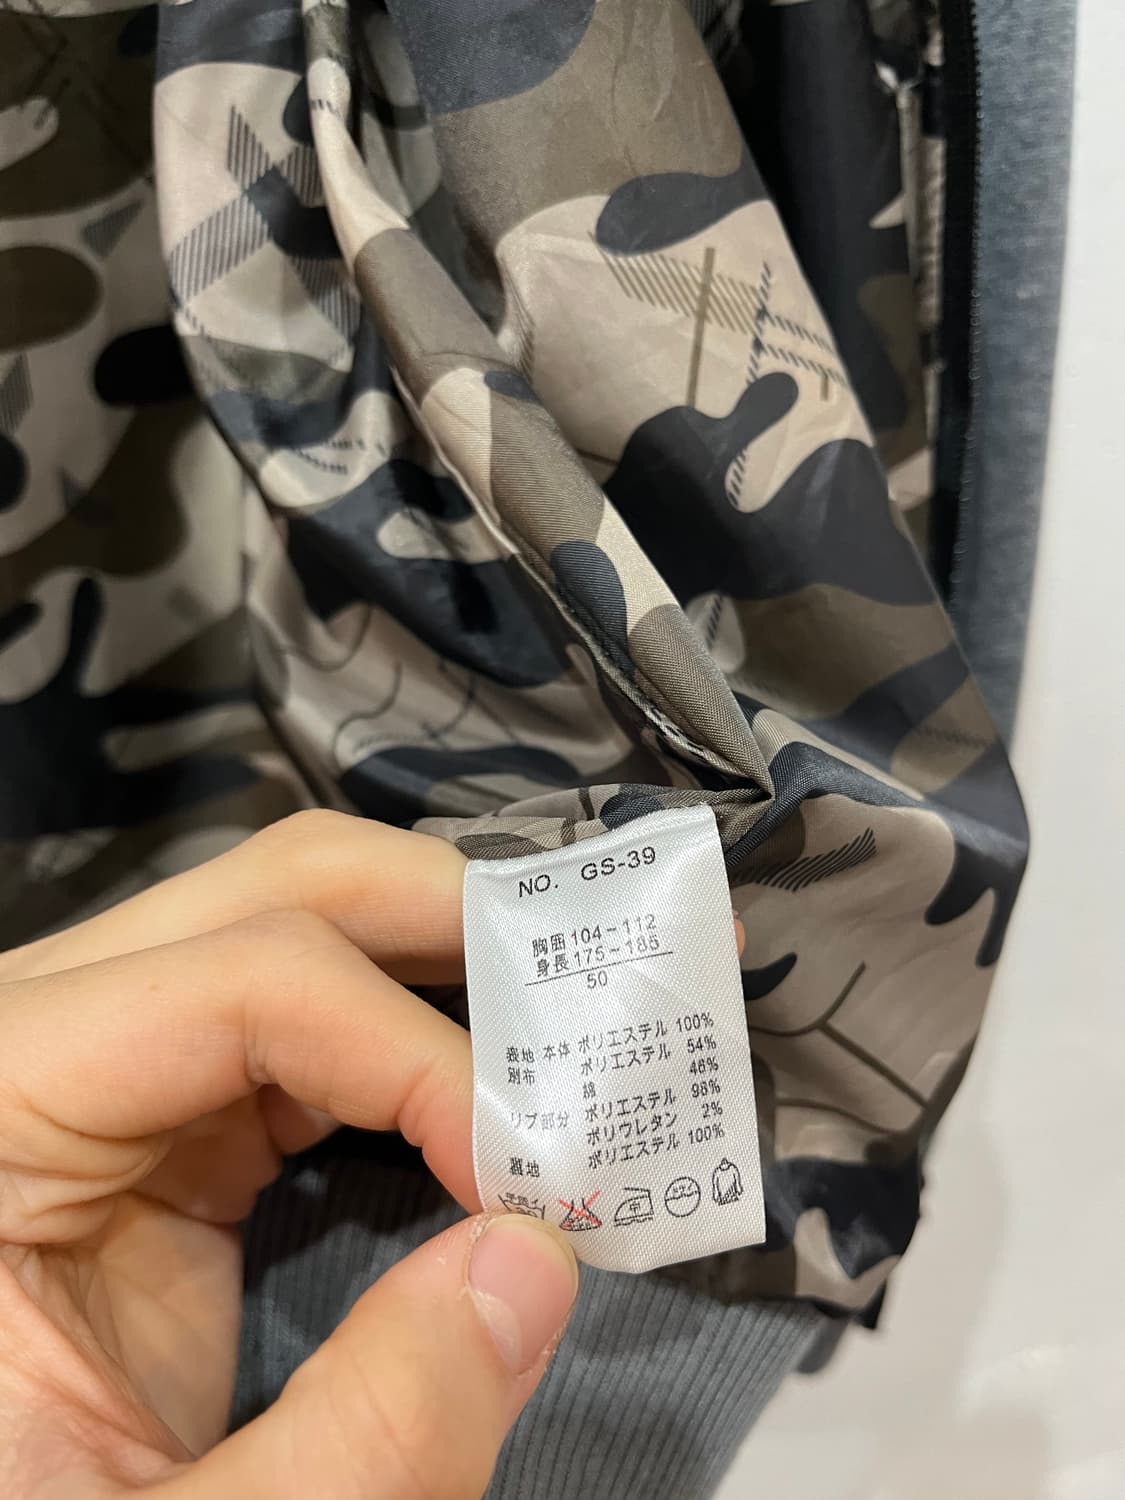 NO. GS-39
胸囲 104~112
身長 175~185
50
表地 本体 ポリエステル 100%
別布 ポリエステル 54%
綿 46%
リブ部分 ポリエステル 98%
ポリウレタン 2%
裏地 ポリエステル 100%
中